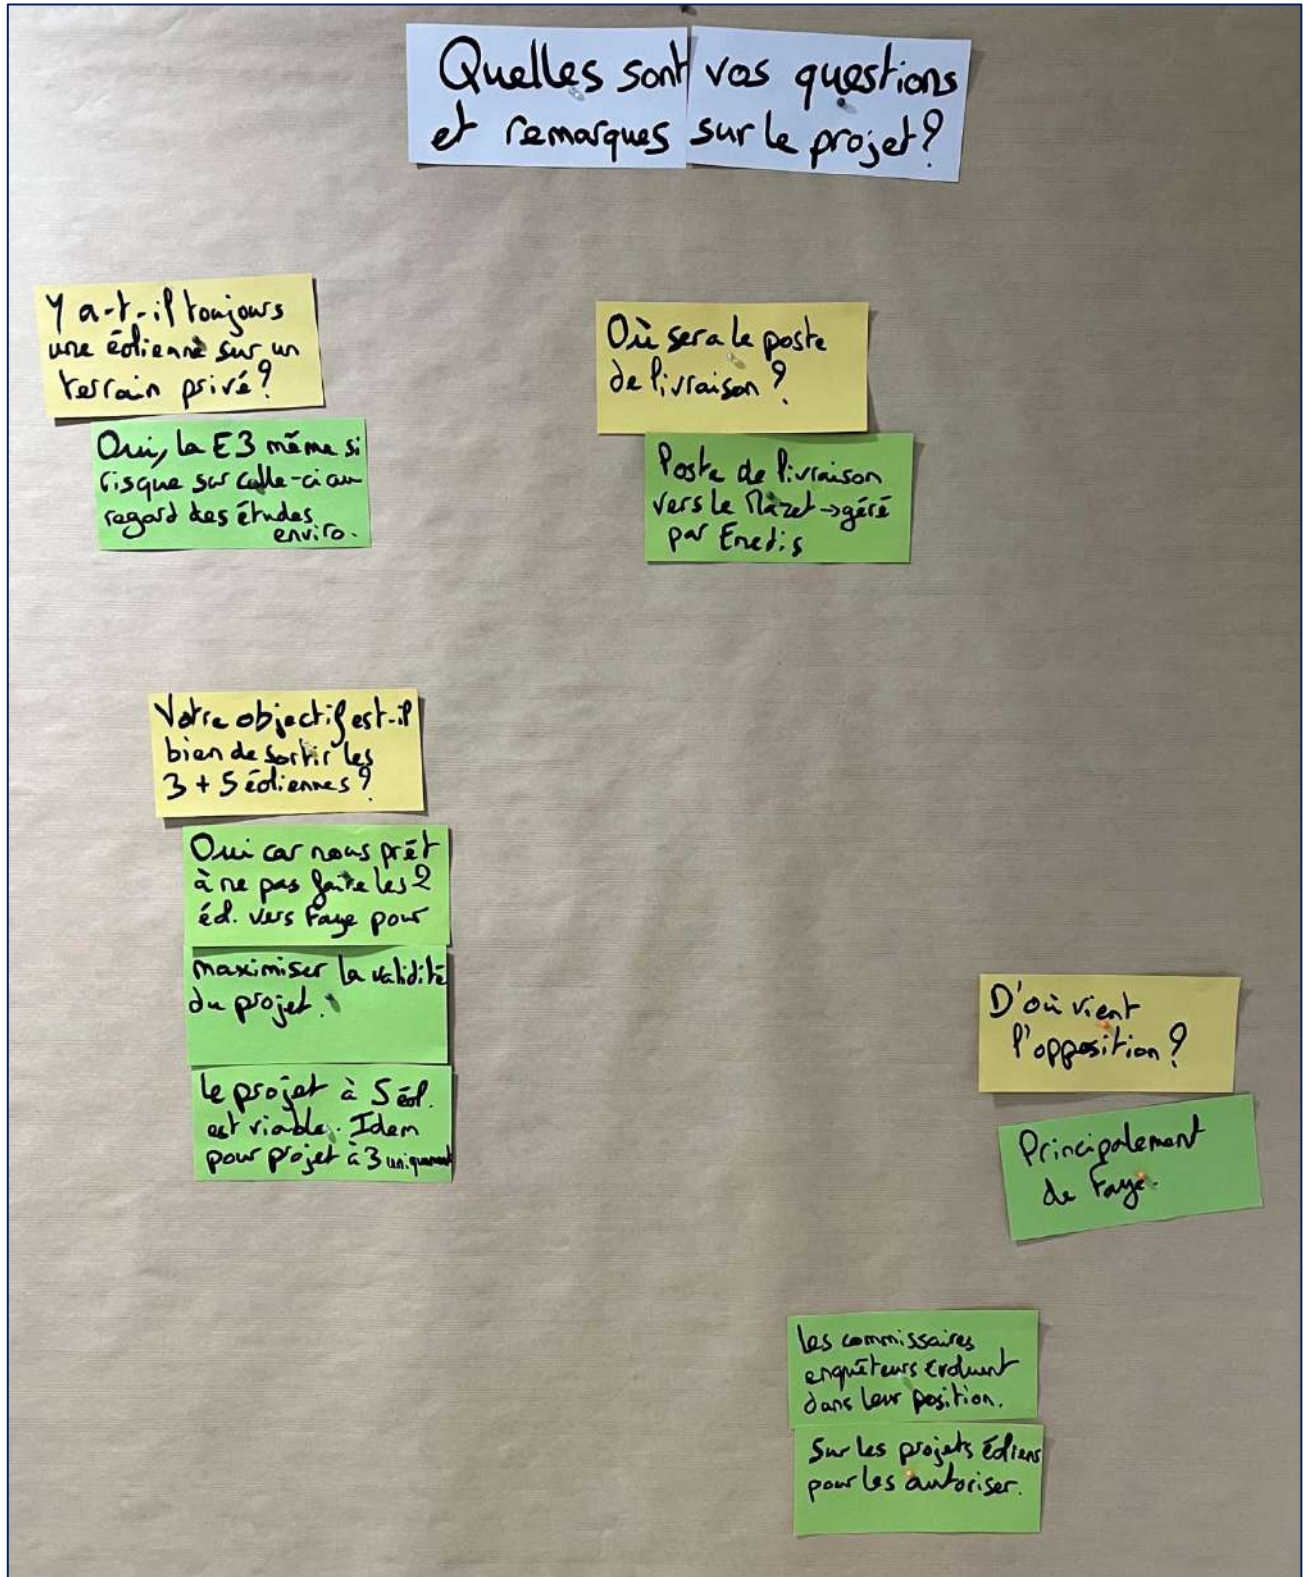 Quelles sont vos questions
et remarques sur le projet?
Y a-t-il toujours
une éolienne sur un
terrain privé?
Oui, la E3 même si
risque sur celle-ci au
regard des études
enviro.
Où sera le poste
de livraison?
Poste de livraison
vers le Mazet → géré
par Enedis
Votre objectif est-il
bien de sortir les
3 + 5 éoliennes?
Oui car nous prêt
à ne pas faire les 2
éol. vers Faye pour
maximiser la validité
du projet.
le projet à 5 éol.
est viable. Idem
pour projet à 3 uniquement
D'où vient
l'opposition?
Principalement
de Faye.
Les commissaires
enquêteurs évoluent
dans leur position.
Sur les projets éoliens
pour les autoriser.